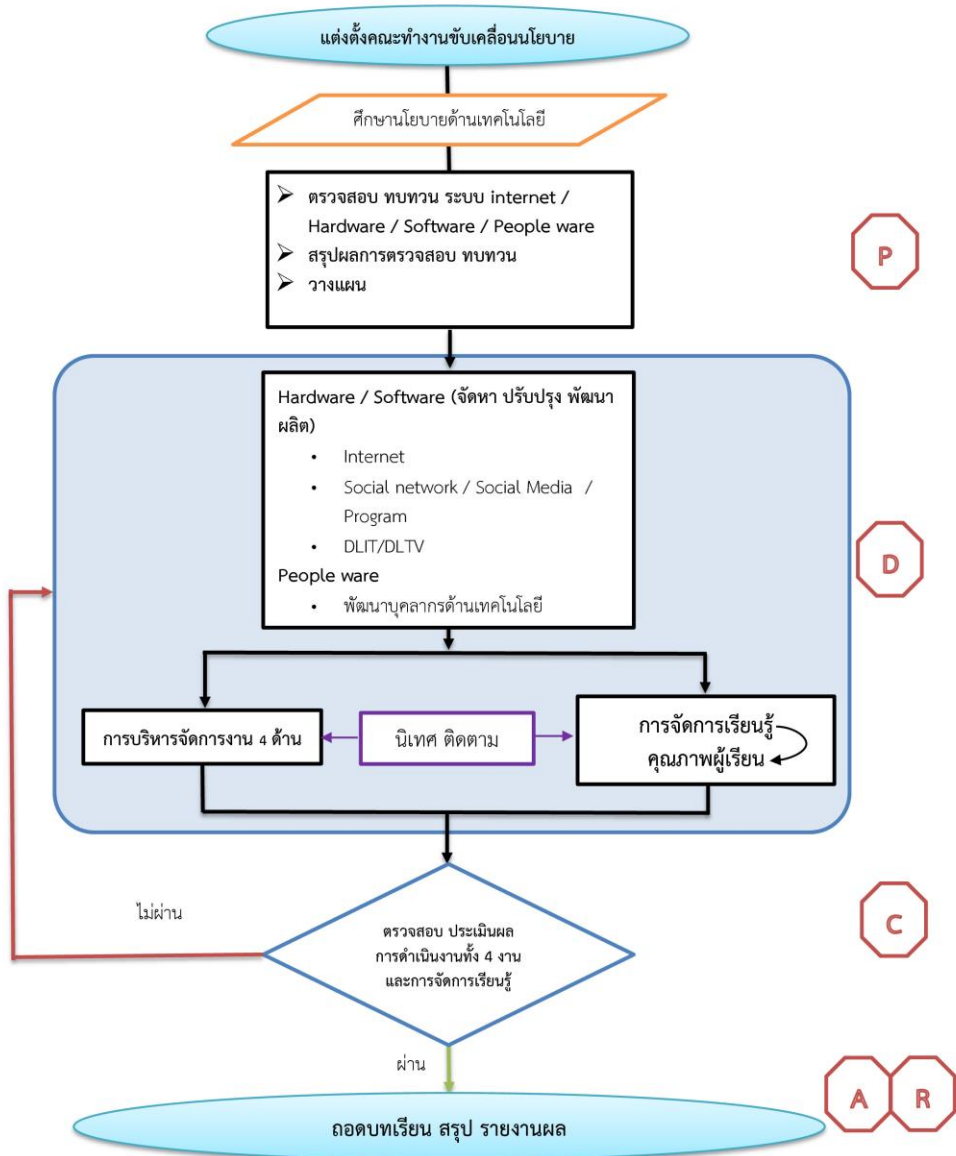 แต่งตั้งคณะทำงานขับเคลื่อนนโยบาย
ศึกษานโยบายด้านเทคโนโลยี
➢ ตรวจสอบ ทบทวน ระบบ internet /
Hardware / Software / People ware
➢ สรุปผลการตรวจสอบ ทบทวน
➢ วางแผน
P
Hardware / Software (จัดหา ปรับปรุง พัฒนา
ผลิต)
• Internet
• Social network / Social Media /
Program
• DLIT/DLTV
People ware
• พัฒนาบุคลากรด้านเทคโนโลยี
D
การบริหารจัดการงาน 4 ด้าน
นิเทศ ติดตาม
การจัดการเรียนรู้
คุณภาพผู้เรียน
ไม่ผ่าน
ตรวจสอบ ประเมินผล
การดำเนินงานทั้ง 4 งาน
และการจัดการเรียนรู้
C
ผ่าน
A R
ถอดบทเรียน สรุป รายงานผล